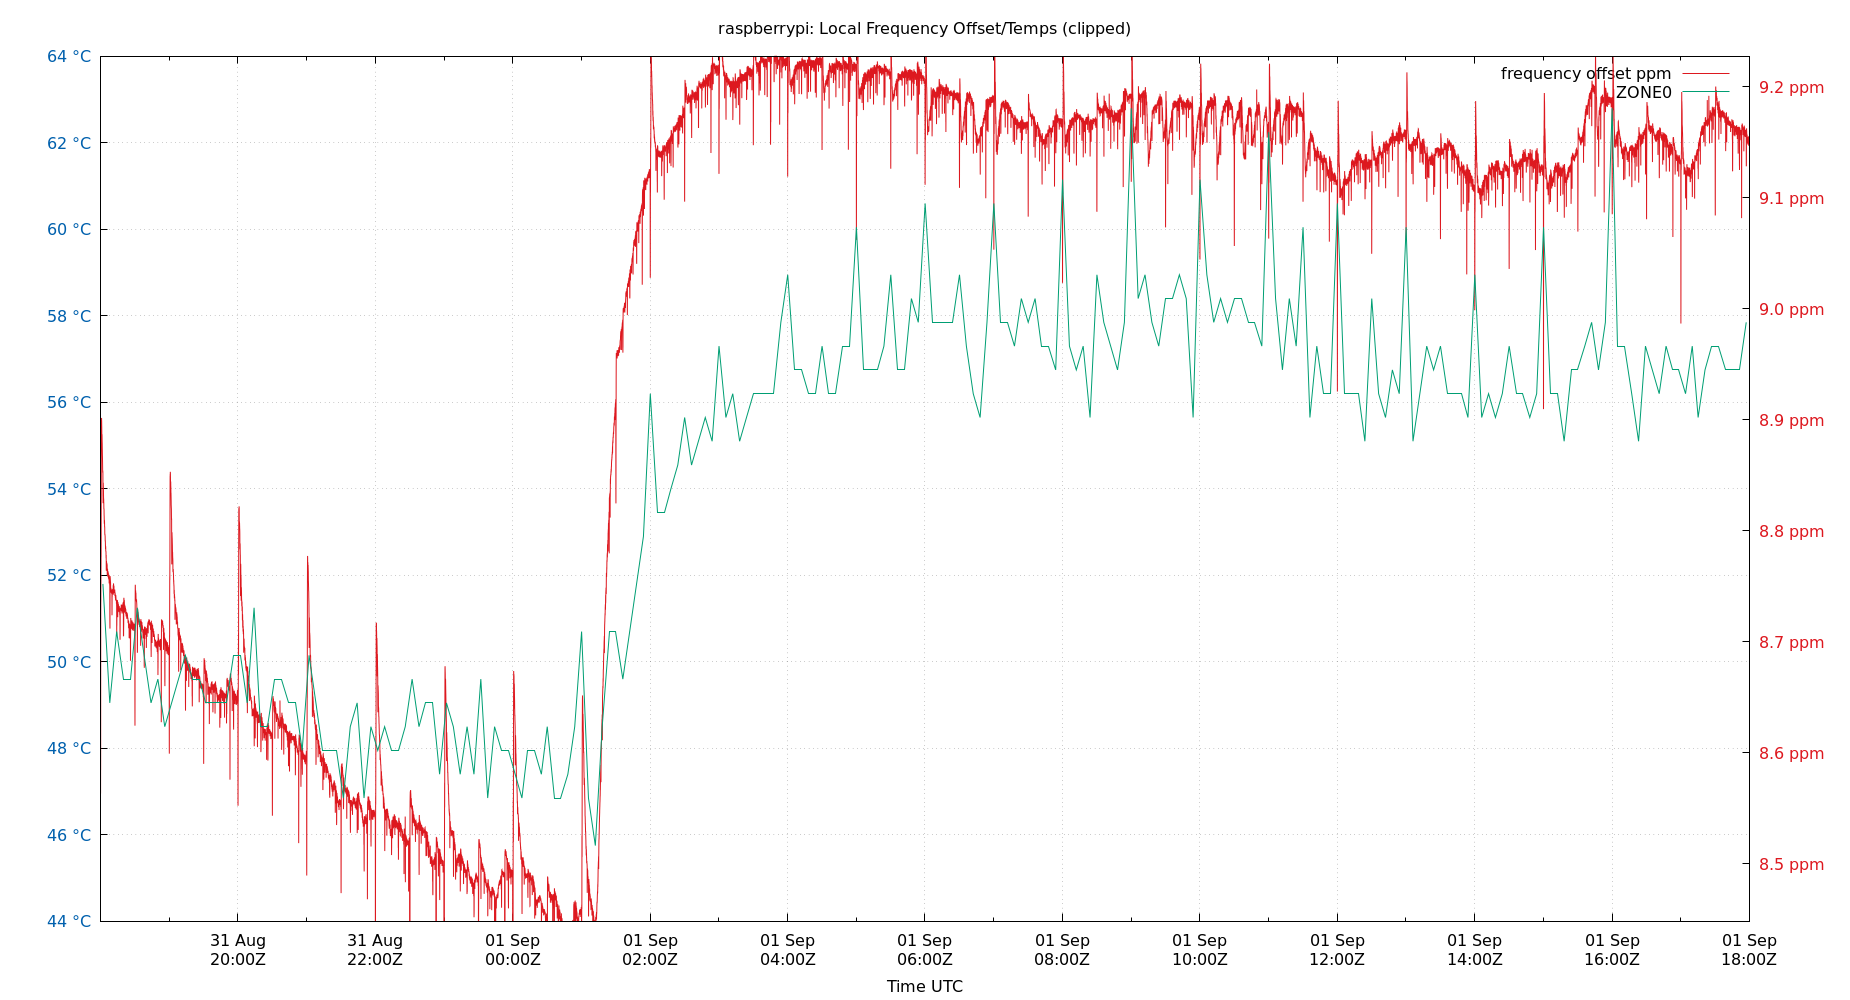 raspberrypi: Local Frequency Offset/Temps (clipped)
64 °C
62 °C
60 °C
58 °C
56 °C
54 °C
52 °C
50 °C
48 °C
46 °C
44 °C
frequency offset ppm
ZONE0
9.2 ppm
9.1 ppm
9.0 ppm
8.9 ppm
8.8 ppm
8.7 ppm
8.6 ppm
8.5 ppm
31 Aug
20:00Z
31 Aug
22:00Z
01 Sep
00:00Z
01 Sep
02:00Z
01 Sep
04:00Z
01 Sep
06:00Z
01 Sep
08:00Z
01 Sep
10:00Z
01 Sep
12:00Z
01 Sep
14:00Z
01 Sep
16:00Z
01 Sep
18:00Z
Time UTC